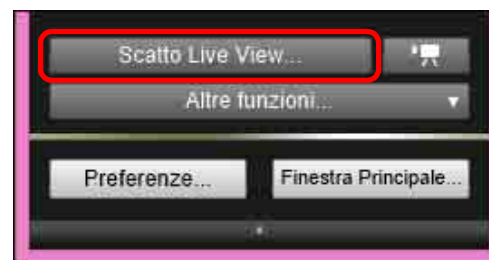 Scatto Live View...
Altre funzioni...
Preferenze... Finestra Principale...